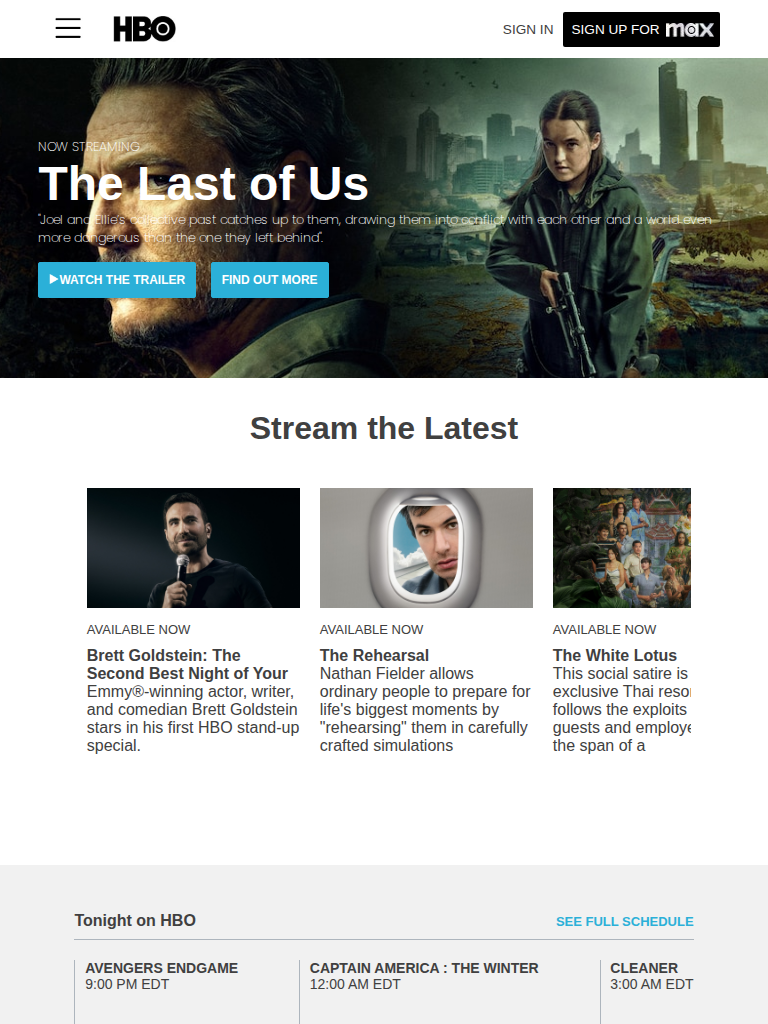 HBO
SIGN IN
SIGN UP FOR max
NOW STREAMING
The Last of Us
"Joel and Ellie's collective past catches up to them, drawing them into conflict with each other and a world even
more dangerous than the one they left behind".
WATCH THE TRAILER
FIND OUT MORE
Stream the Latest
AVAILABLE NOW
Brett Goldstein: The
Second Best Night of Your
Emmy®-winning actor, writer,
and comedian Brett Goldstein
stars in his first HBO stand-up
special.
AVAILABLE NOW
The Rehearsal
Nathan Fielder allows
ordinary people to prepare for
life's biggest moments by
"rehearsing" them in carefully
crafted simulations
AVAILABLE NOW
The White Lotus
This social satire is
exclusive Thai resor
follows the exploits
guests and employe
the span of a
Tonight on HBO
SEE FULL SCHEDULE
AVENGERS ENDGAME
9:00 PM EDT
CAPTAIN AMERICA : THE WINTER
12:00 AM EDT
CLEANER
3:00 AM EDT